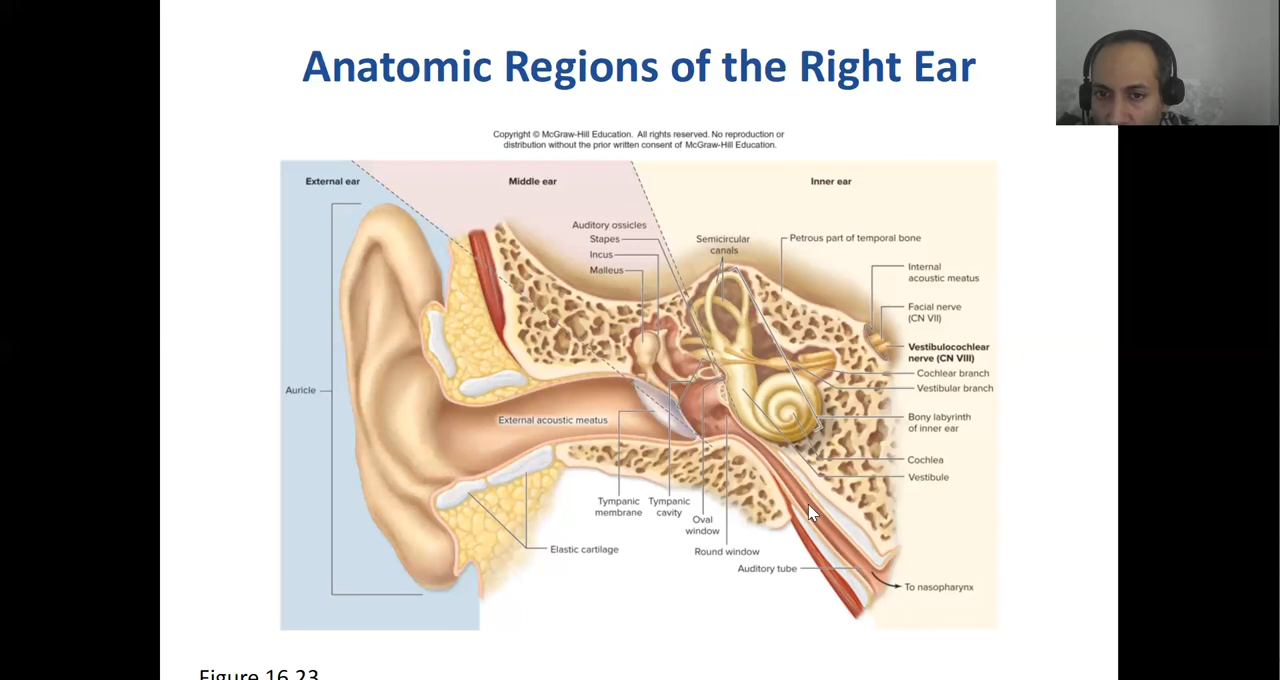 Anatomic Regions of the Right Ear
Copyright © McGraw-Hill Education. All rights reserved. No reproduction or
distribution without the prior written consent of McGraw-Hill Education.
External ear
Middle ear
Inner ear
Auditory ossicles
Stapes
Incus
Malleus
Semicircular
canals
Petrous part of temporal bone
Internal
acoustic meatus
Facial nerve
(CN VII)
Vestibulocochlear
nerve (CN VIII)
Cochlear branch
Vestibular branch
Auricle
External acoustic meatus
Bony labyrinth
of inner ear
Cochlea
Vestibule
Tympanic
membrane
Tympanic
cavity
Oval
window
Round window
Elastic cartilage
Auditory tube
To nasopharynx
Figure 16.23